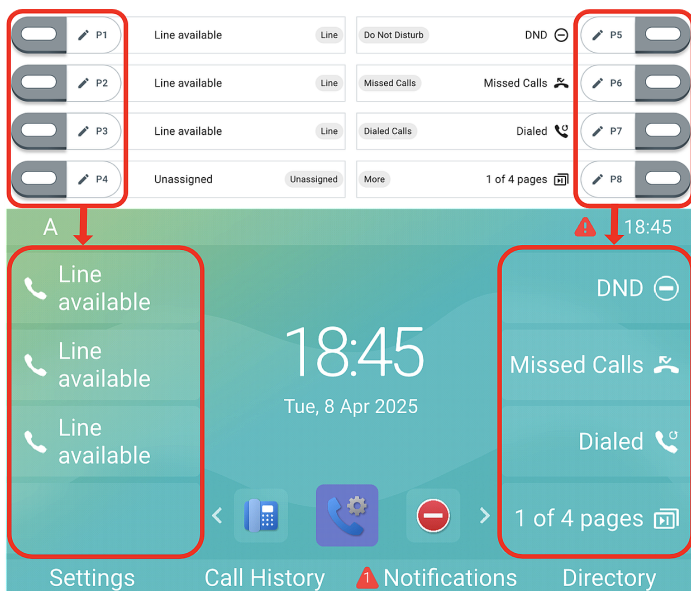 P1 Line available Line Do Not Disturb DND P5
P2 Line available Line Missed Calls Missed Calls P6
P3 Line available Line Dialed Calls Dialed P7
P4 Unassigned Unassigned More 1 of 4 pages P8
A 18:45
Line
available
DND
Line
available
Missed Calls
Line
available
Dialed
1 of 4 pages
18:45
Tue, 8 Apr 2025
Settings Call History 1 Notifications Directory